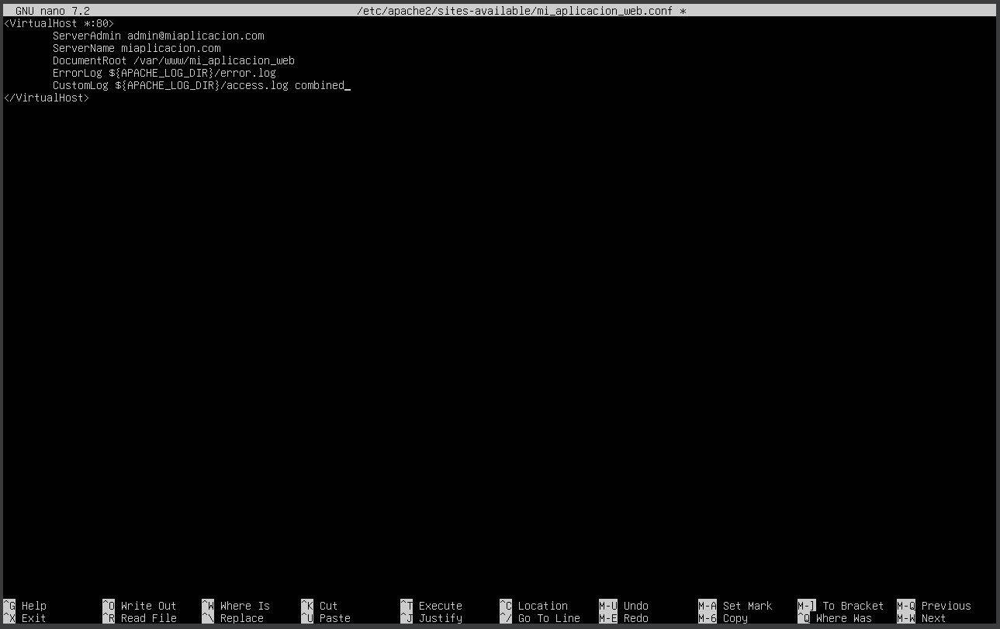 GNU nano 7.2 /etc/apache2/sites-available/mi_aplicacion_web.conf *
<VirtualHost *:80>
        ServerAdmin admin@miaplicacion.com
        ServerName miaplicacion.com
        DocumentRoot /var/www/mi_aplicacion_web
        ErrorLog ${APACHE_LOG_DIR}/error.log
        CustomLog ${APACHE_LOG_DIR}/access.log combined_
</VirtualHost>
^G Help ^O Write Out ^W Where Is ^K Cut ^T Execute ^C Location M-U Undo M-A Set Mark M-] To Bracket M-Q Previous
^X Exit ^R Read File ^\ Replace ^U Paste ^J Justify ^/ Go To Line M-E Redo M-6 Copy ^Q Where Was M-W Next